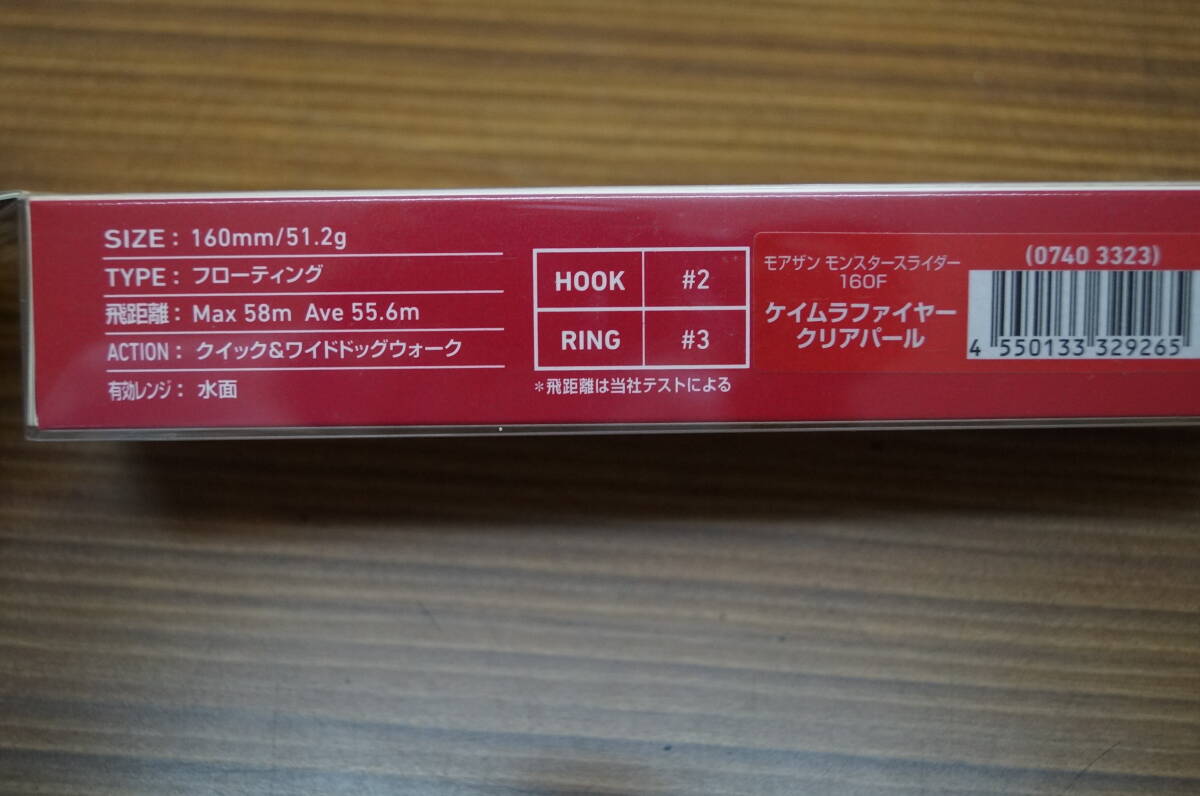 SIZE：160mm/51.2g
TYPE：フローティング
飛距離：Max 58m Ave 55.6m
ACTION：クイック&ワイドドッグウォーク
有効レンジ：水面
HOOK #2
RING #3
*飛距離は当社テストによる
モアザン モンスタースライダー
160F
ケイムラファイヤー
クリアパール
(0740 3323)
4 550133 329265